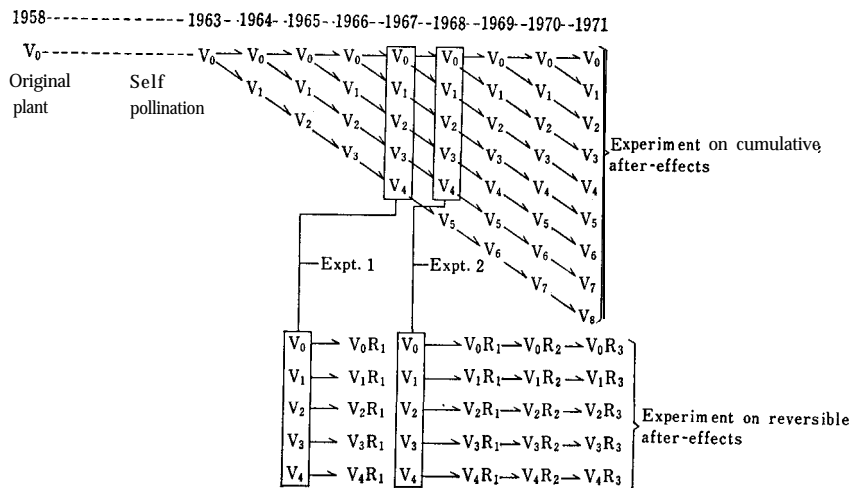 1958--------------------1963---1964---1965---1966---1967---1968---1969---1970---1971
V₀ V₀ V₀ V₀ V₀ V₀ V₀ V₀ V₀ V₀
Original plant
Self pollination
V₁ V₁ V₁ V₁ V₁ V₁ V₁ V₁
V₂ V₂ V₂ V₂ V₂ V₂ V₂
V₃ V₃ V₃ V₃ V₃ V₃
V₄ V₄ V₄ V₄ V₄
V₅ V₅ V₅ V₅
V₆ V₆ V₆
V₇ V₇
V₈
Experiment on cumulative
after-effects
Expt. 1
Expt. 2
V₀ V₀R₁ V₀ V₀R₁ V₀R₂ V₀R₃
V₁ V₁R₁ V₁ V₁R₁ V₁R₂ V₁R₃
V₂ V₂R₁ V₂ V₂R₁ V₂R₂ V₂R₃
V₃ V₃R₁ V₃ V₃R₁ V₃R₂ V₃R₃
V₄ V₄R₁ V₄ V₄R₁ V₄R₂ V₄R₃
Experiment on reversible
after-effects